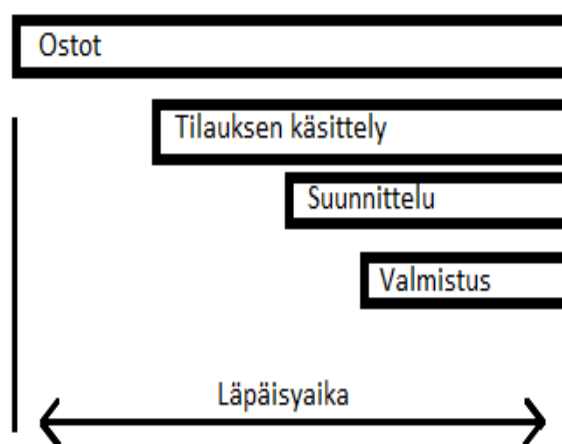 Ostot
Tilauksen käsittely
Suunnittelu
Valmistus
Läpäisyaika